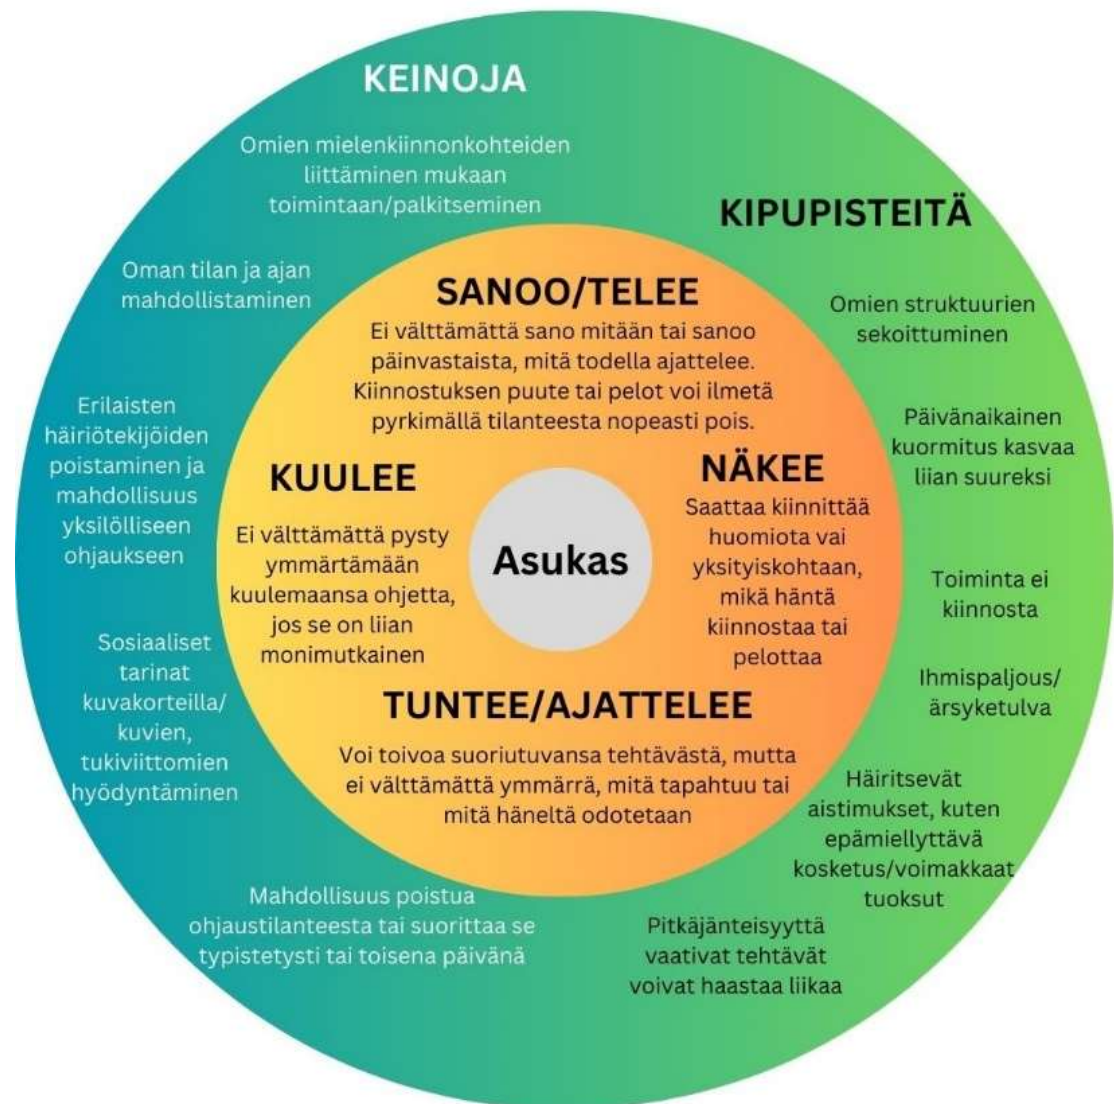 KEINOJA
Omien mielenkiinnonkohteiden
liittäminen mukaan
toimintaan/palkitseminen
Oman tilan ja ajan
mahdollistaminen
Erilaisten
häiriötekijöiden
poistaminen ja
mahdollisuus
yksilölliseen
ohjaukseen
Sosiaaliset
tarinat
kuvakorteilla/
kuvien,
tukiviittomien
hyödyntäminen
Mahdollisuus poistua
ohjaustilanteesta tai suorittaa se
typistetysti tai toisena päivänä
KIPUPISTEITÄ
Omien struktuurien
sekoittuminen
Päivänaikainen
kuormitus kasvaa
liian suureksi
Toiminta ei
kiinnosta
Ihmispaljous/
ärsyketulva
Häiritsevät
aistimukset, kuten
epämiellyttävä
kosketus/voimakkaat
tuoksut
Pitkäjänteisyyttä
vaativat tehtävät
voivat haastaa liikaa
SANOO/TELEE
Ei välttämättä sano mitään tai sanoo
päinvastaista, mitä todella ajattelee.
Kiinnostuksen puute tai pelot voi ilmetä
pyrkimällä tilanteesta nopeasti pois.
KUULEE
Ei välttämättä pysty
ymmärtämään
kuulemaansa ohjetta,
jos se on liian
monimutkainen
Asukas
NÄKEE
Saattaa kiinnittää
huomiota vai
yksityiskohtaan,
mikä häntä
kiinnostaa tai
pelottaa
TUNTEE/AJATTELEE
Voi toivoa suoriutuvansa tehtävästä, mutta
ei välttämättä ymmärrä, mitä tapahtuu tai
mitä häneltä odotetaan